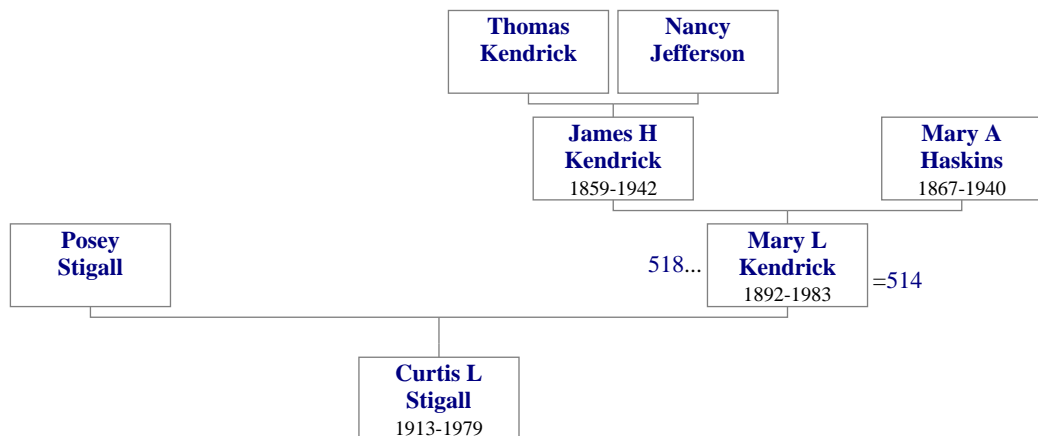 Thomas
Kendrick
Nancy
Jefferson
James H
Kendrick
1859-1942
Mary A
Haskins
1867-1940
Posey
Stigall
518...
Mary L
Kendrick
1892-1983
=514
Curtis L
Stigall
1913-1979